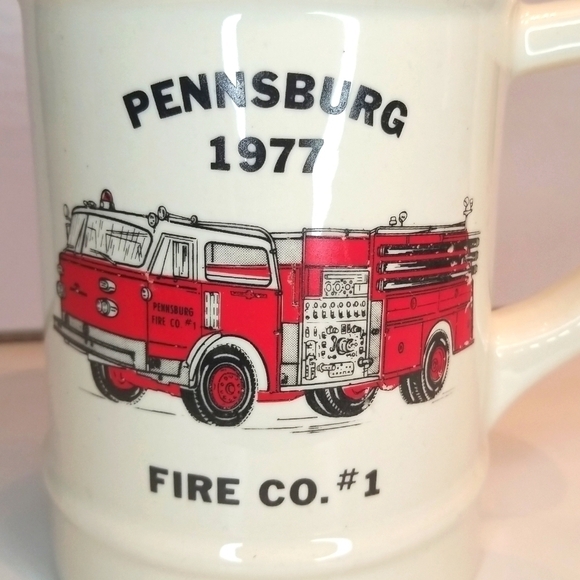 PENNSBURG
1977
PENNSBURG
FIRE CO. #1
FIRE CO. #1